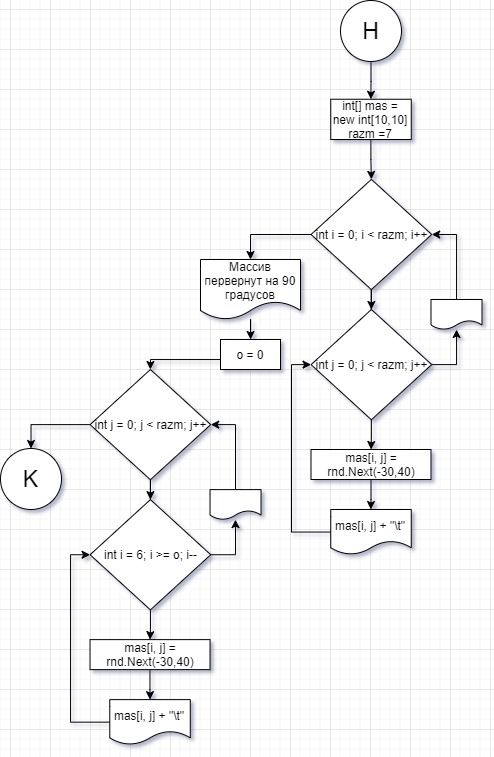 H
int[] mas =
new int[10,10]
razm =7
int i = 0; i < razm; i++
Массив
первернут на 90
градусов
int j = 0; j < razm; j++
o = 0
int j = 0; j < razm; j++
mas[i, j] =
rnd.Next(-30,40)
K
mas[i, j] + "\t"
int i = 6; i >= o; i--
mas[i, j] =
rnd.Next(-30,40)
mas[i, j] + "\t"